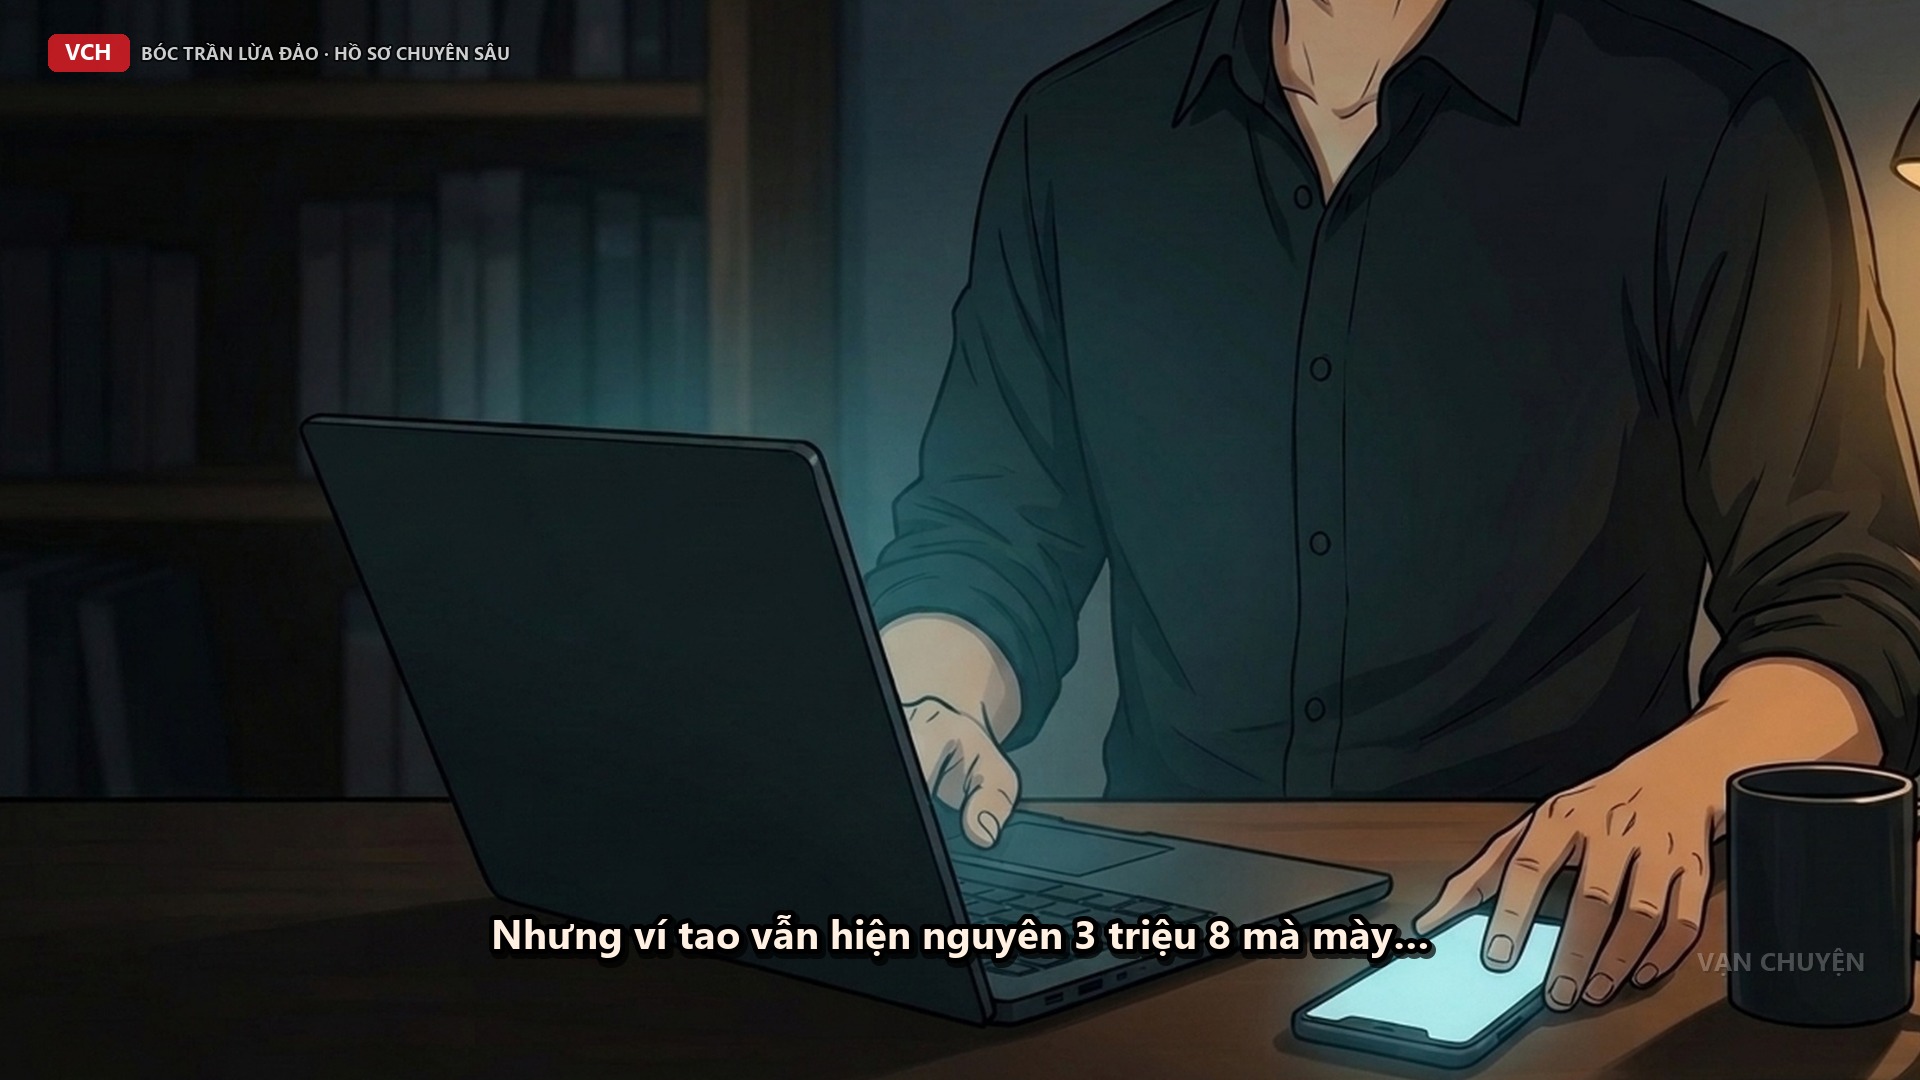 VCH BÓC TRẦN LỪA ĐẢO · HỒ SƠ CHUYÊN SÂU
Nhưng ví tao vẫn hiện nguyên 3 triệu 8 mà mày...
VẠN CHUYỆN